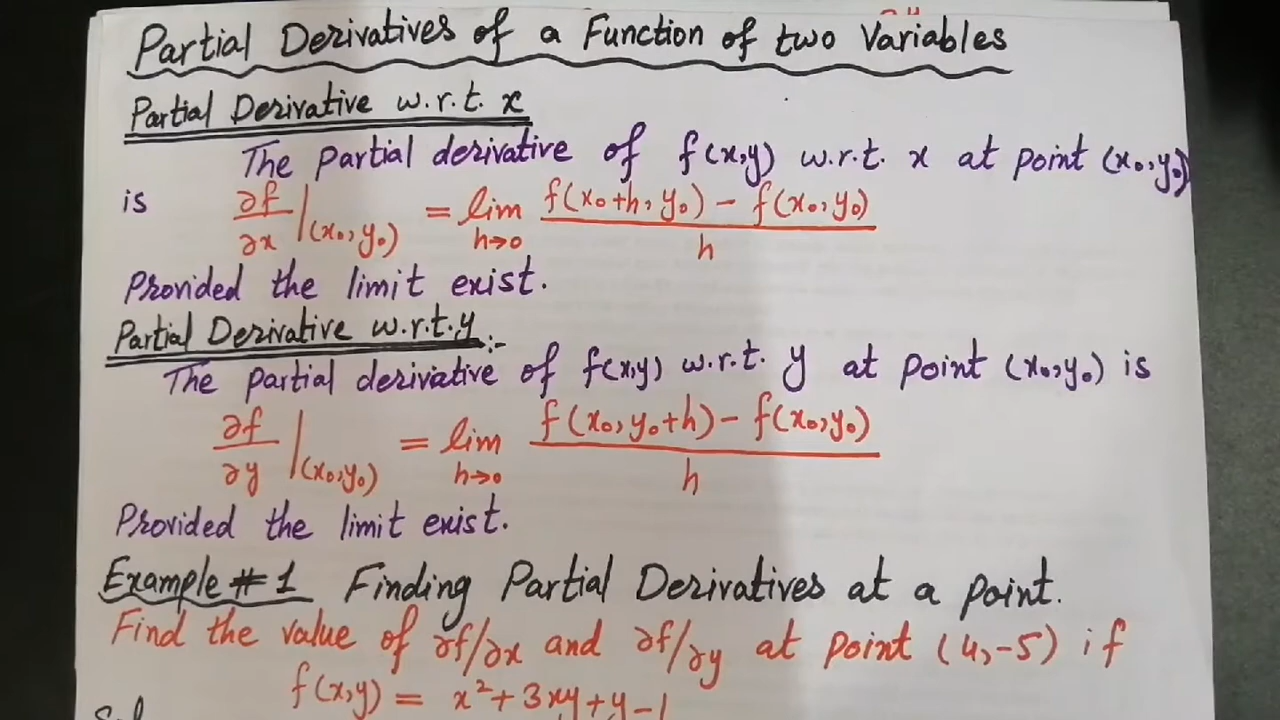 Partial Derivatives of a Function of two Variables
Partial Derivative w.r.t. x
The partial derivative of f(x,y) w.r.t. x at point (x₀,y₀)
is ∂f/∂x |(x₀,y₀) = lim h→0 f(x₀+h, y₀) - f(x₀,y₀) / h
Provided the limit exist.
Partial Derivative w.r.t.y :-
The partial derivative of f(x,y) w.r.t. y at point (x₀,y₀) is
∂f/∂y |(x₀,y₀) = lim h→0 f(x₀,y₀+h) - f(x₀,y₀) / h
Provided the limit exist.
Example # 1 Finding Partial Derivatives at a point.
Find the value of ∂f/∂x and ∂f/∂y at point (4,-5) if
f(x,y) = x²+3xy+y-1